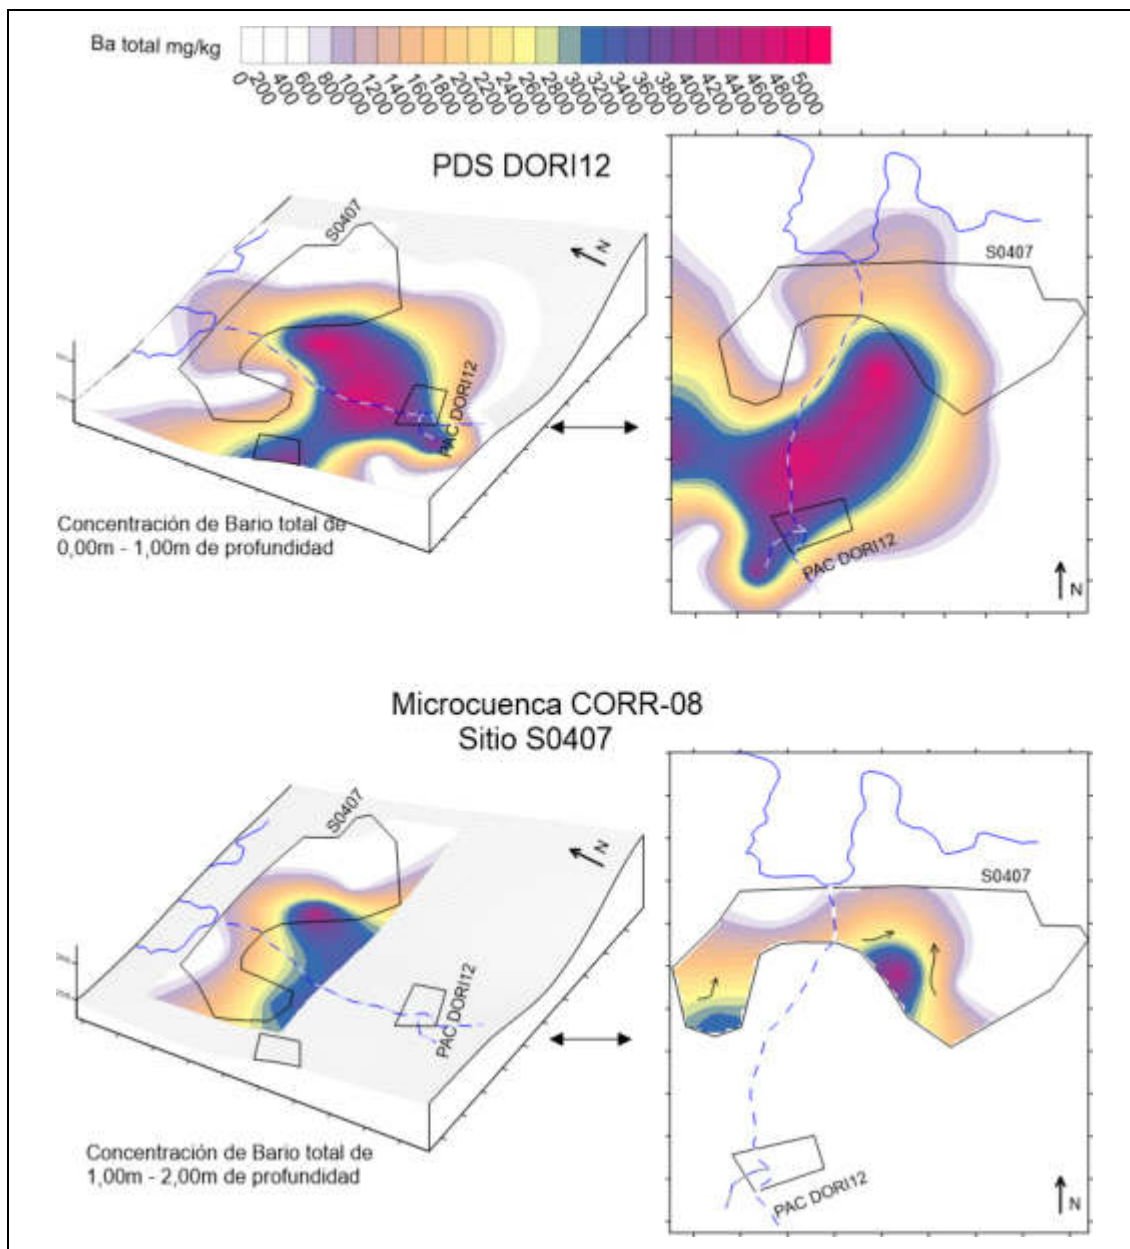 Ba total mg/kg
0 200 400 600 800 1000 1200 1400 1600 1800 2000 2200 2400 2600 2800 3000 3200 3400 3600 3800 4000 4200 4400 4600 4800 5000
PDS DORI12
S0407
N
PAC DORI12
Concentración de Bario total de
0,00m - 1,00m de profundidad
S0407
PAC DORI12
N
Microcuenca CORR-08
Sitio S0407
S0407
N
PAC DORI12
Concentración de Bario total de
1,00m - 2,00m de profundidad
S0407
PAC DORI12
N